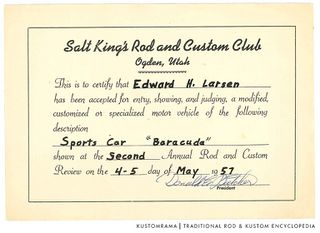 Salt King's Rod and Custom Club
Ogden, Utah
This is to certify that Edward H. Larsen
has been accepted for entry, showing, and judging, a modified,
customized or specialized motor vehicle of the following
description
Sports Car "Baracuda"
shown at the Second Annual Rod and Custom
Review on the 4-5 day of May 1957
President
KUSTOMRAMA | TRADITIONAL ROD & KUSTOM ENCYCLOPEDIA